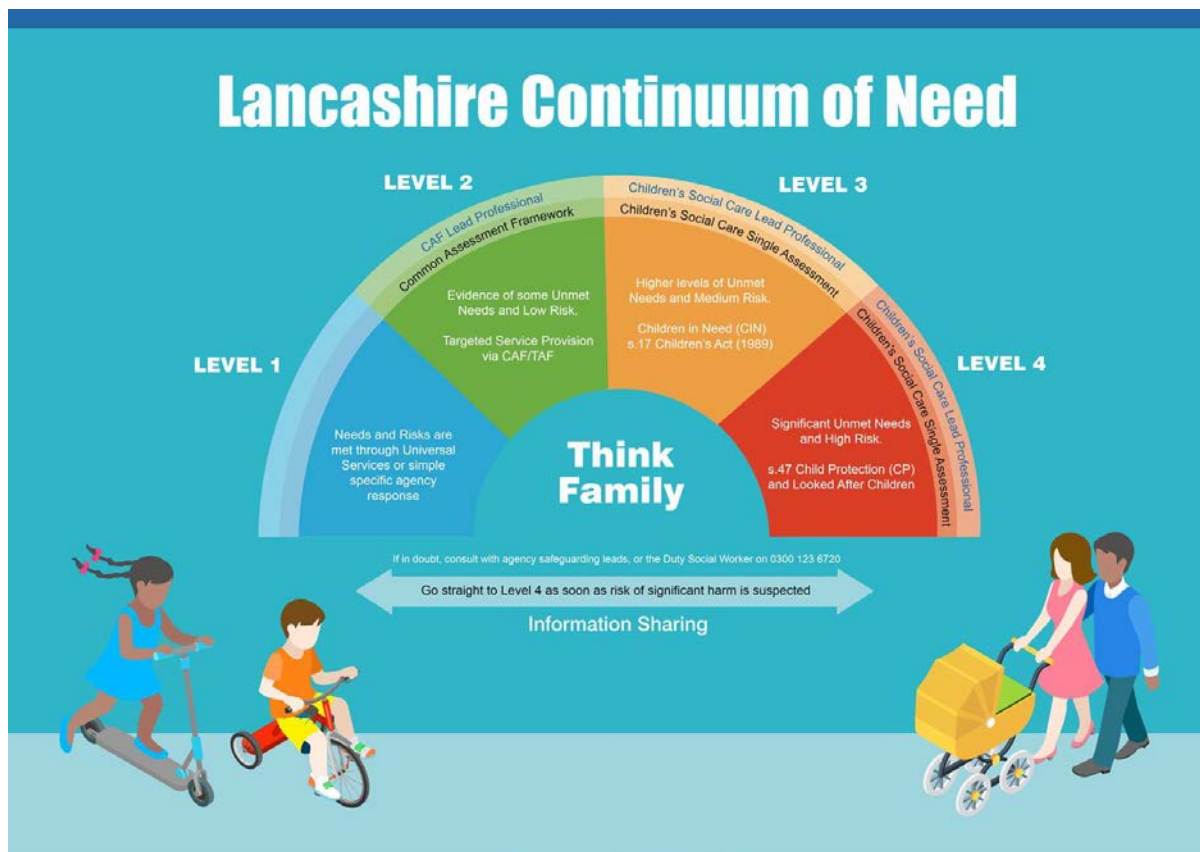 Lancashire Continuum of Need
LEVEL 1
Needs and Risks are
met through Universal
Services or simple
specific agency
response
LEVEL 2
CAF Lead Professional
Common Assessment Framework
Evidence of some Unmet
Needs and Low Risk.
Targeted Service Provision
via CAF/TAF
LEVEL 3
Children's Social Care Lead Professional
Children's Social Care Single Assessment
Higher levels of Unmet
Needs and Medium Risk.
Children in Need (CIN)
s.17 Children's Act (1989)
LEVEL 4
Children's Social Care Lead Professional
Children's Social Care Single Assessment
Significant Unmet Needs
and High Risk.
s.47 Child Protection (CP)
and Looked After Children
Think
Family
If in doubt, consult with agency safeguarding leads, or the Duty Social Worker on 0300 123 6720
Go straight to Level 4 as soon as risk of significant harm is suspected
Information Sharing